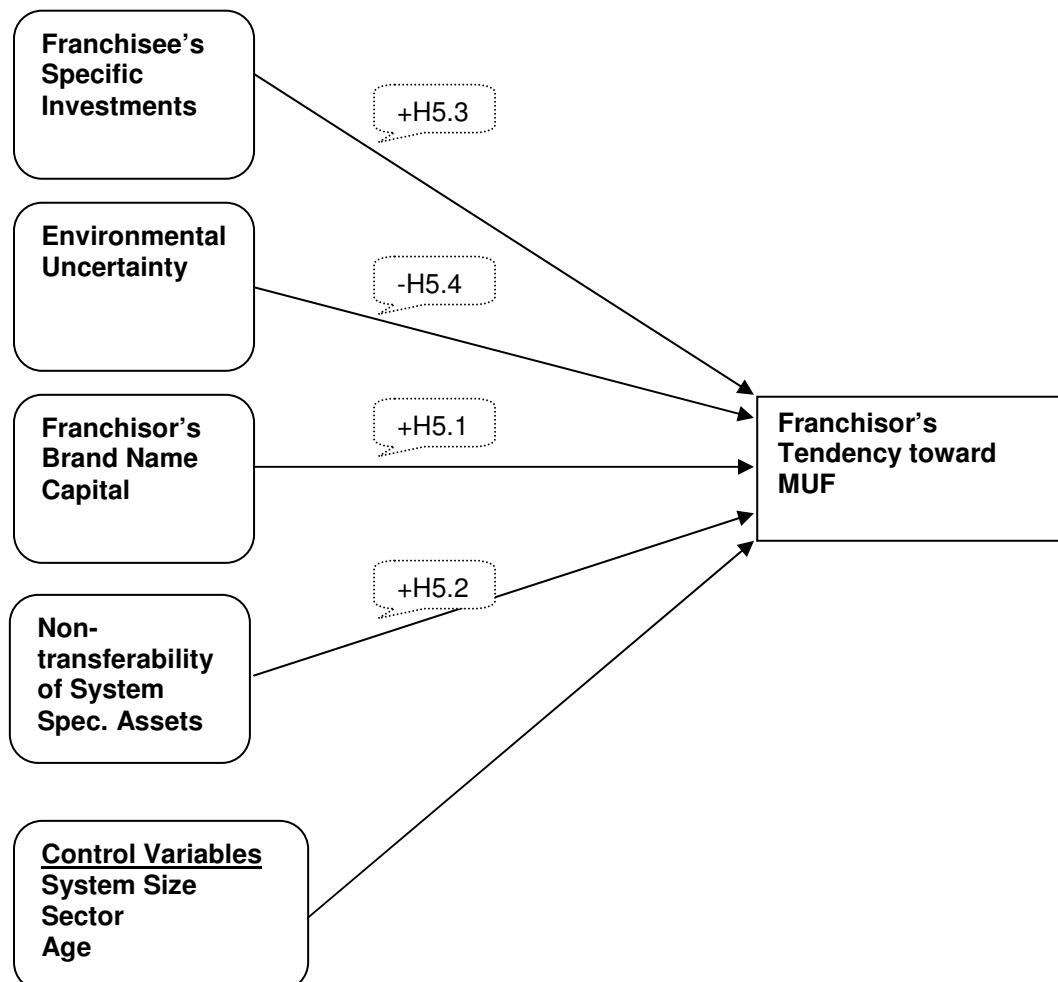 Franchisee's
Specific
Investments
+H5.3
Environmental
Uncertainty
-H5.4
Franchisor's
Brand Name
Capital
+H5.1
Franchisor's
Tendency toward
MUF
Non-
transferability
of System
Spec. Assets
+H5.2
Control Variables
System Size
Sector
Age